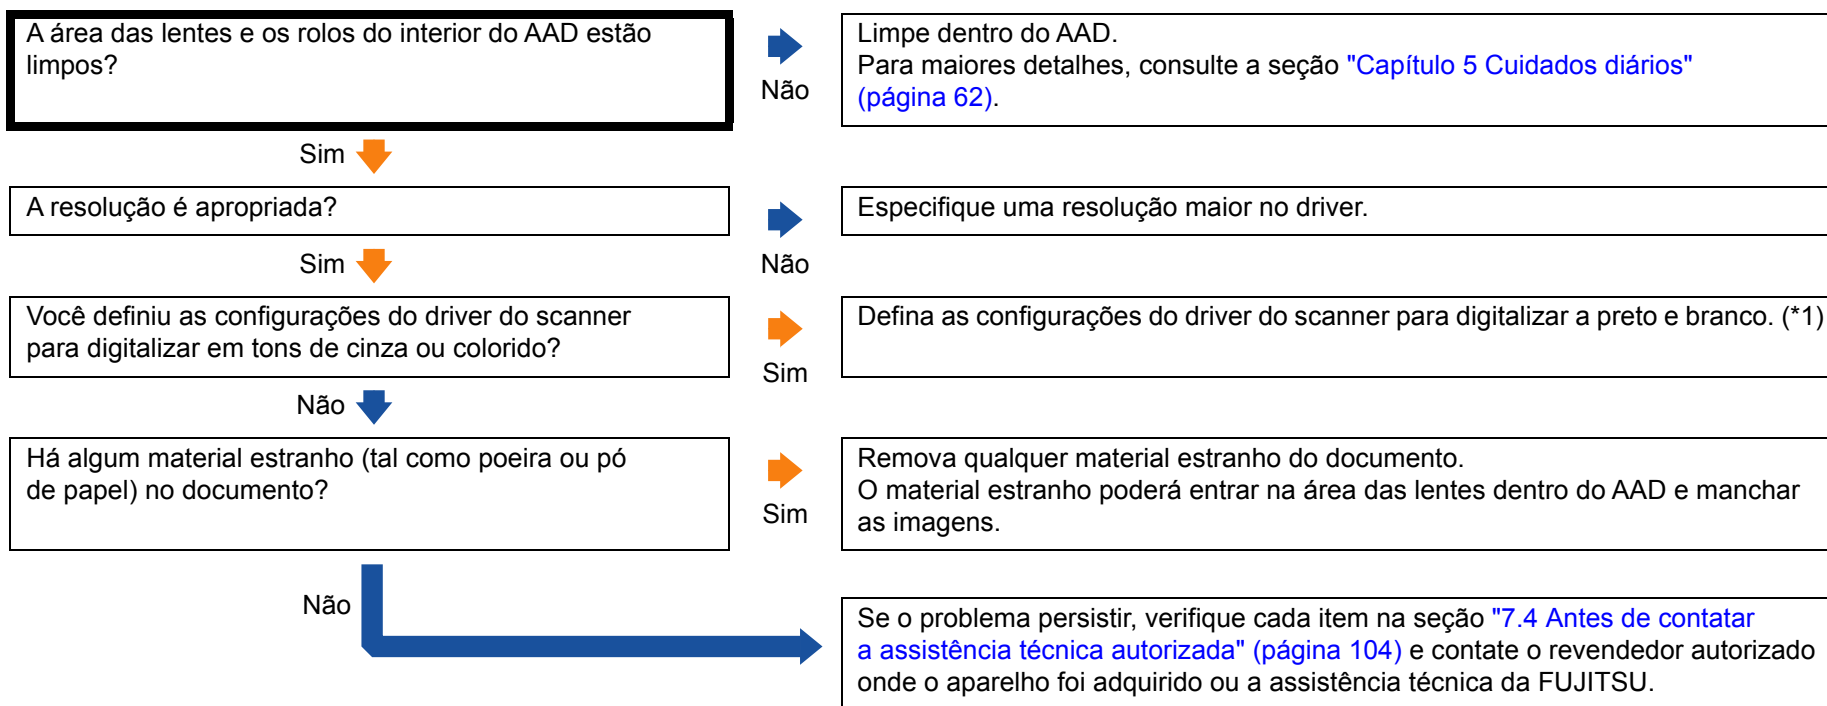 A área das lentes e os rolos do interior do AAD estão
limpos?
Não
Limpe dentro do AAD.
Para maiores detalhes, consulte a seção "Capítulo 5 Cuidados diários"
(página 62).
Sim
A resolução é apropriada?
Não
Especifique uma resolução maior no driver.
Sim
Você definiu as configurações do driver do scanner
para digitalizar em tons de cinza ou colorido?
Sim
Defina as configurações do driver do scanner para digitalizar a preto e branco. (*1)
Não
Há algum material estranho (tal como poeira ou pó
de papel) no documento?
Sim
Remova qualquer material estranho do documento.
O material estranho poderá entrar na área das lentes dentro do AAD e manchar
as imagens.
Não
Se o problema persistir, verifique cada item na seção "7.4 Antes de contatar
a assistência técnica autorizada" (página 104) e contate o revendedor autorizado
onde o aparelho foi adquirido ou a assistência técnica da FUJITSU.